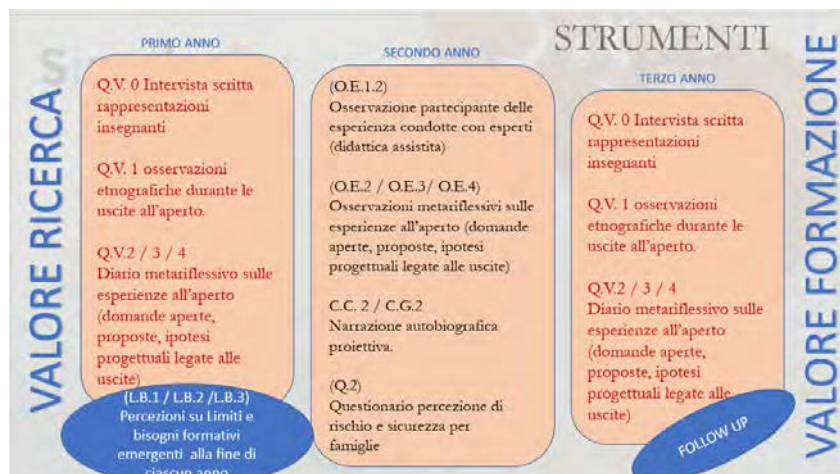 STRUMENTI
VALORE RICERCA
PRIMO ANNO
Q.V. 0 Intervista scritta
rappresentazioni
insegnanti
Q.V. 1 osservazioni
etnografiche durante le
uscite all'aperto.
Q.V.2 / 3 / 4
Diario metariflessivo sulle
esperienze all'aperto
(domande aperte,
proposte, ipotesi
progettuali legate alle
uscite)
(L.B.1 / L.B.2 /L.B.3)
Percezioni su Limiti e
bisogni formativi
emergenti alla fine di
ciascun anno
SECONDO ANNO
(O.E.1.2)
Osservazione partecipante delle
esperienza condotte con esperti
(didattica assistita)
(O.E.2 / O.E.3/ O.E.4)
Osservazioni metariflessivi sulle
esperienze all'aperto (domande
aperte, proposte, ipotesi
progettuali legate alle uscite)
C.C. 2 / C.G.2
Narrazione autobiografica
proiettiva.
(Q.2)
Questionario percezione di
rischio e sicurezza per
famiglie
TERZO ANNO
Q.V. 0 Intervista scritta
rappresentazioni
insegnanti
Q.V. 1 osservazioni
etnografiche durante le
uscite all'aperto.
Q.V.2 / 3 / 4
Diario metariflessivo sulle
esperienze all'aperto
(domande aperte,
proposte, ipotesi
progettuali legate alle
uscite)
FOLLOW UP
VALORE FORMAZIONE